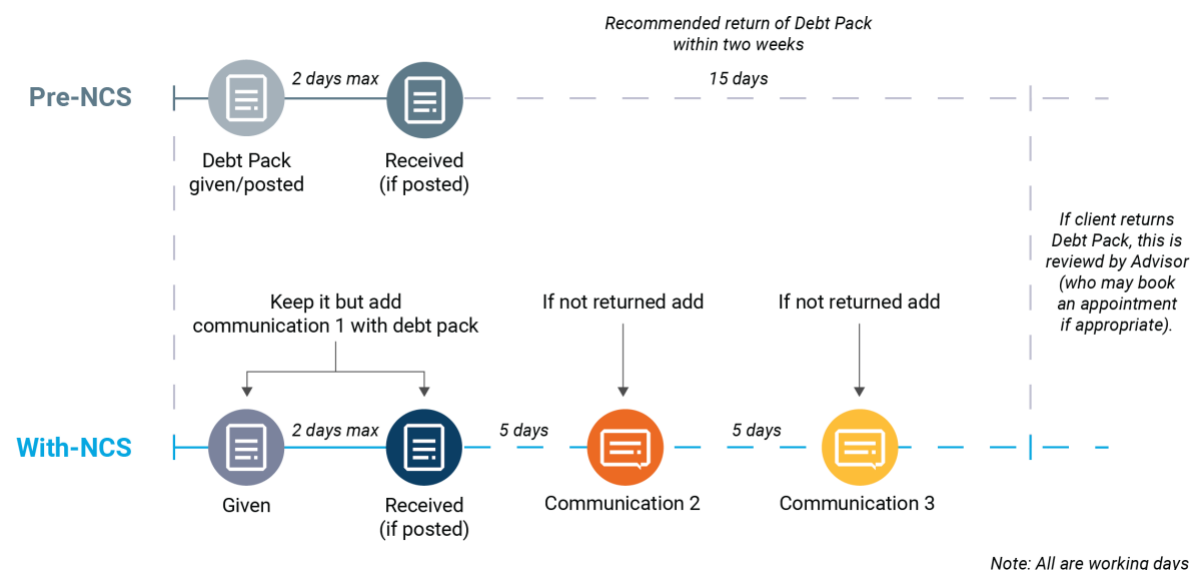 Recommended return of Debt Pack
within two weeks
Pre-NCS
2 days max
15 days
Debt Pack
given/posted
Received
(if posted)
If client returns
Debt Pack, this is
reviewd by Advisor
(who may book
an appointment
if appropriate).
Keep it but add
communication 1 with debt pack
If not returned add
If not returned add
With-NCS
2 days max
5 days
5 days
Given
Received
(if posted)
Communication 2
Communication 3
Note: All are working days